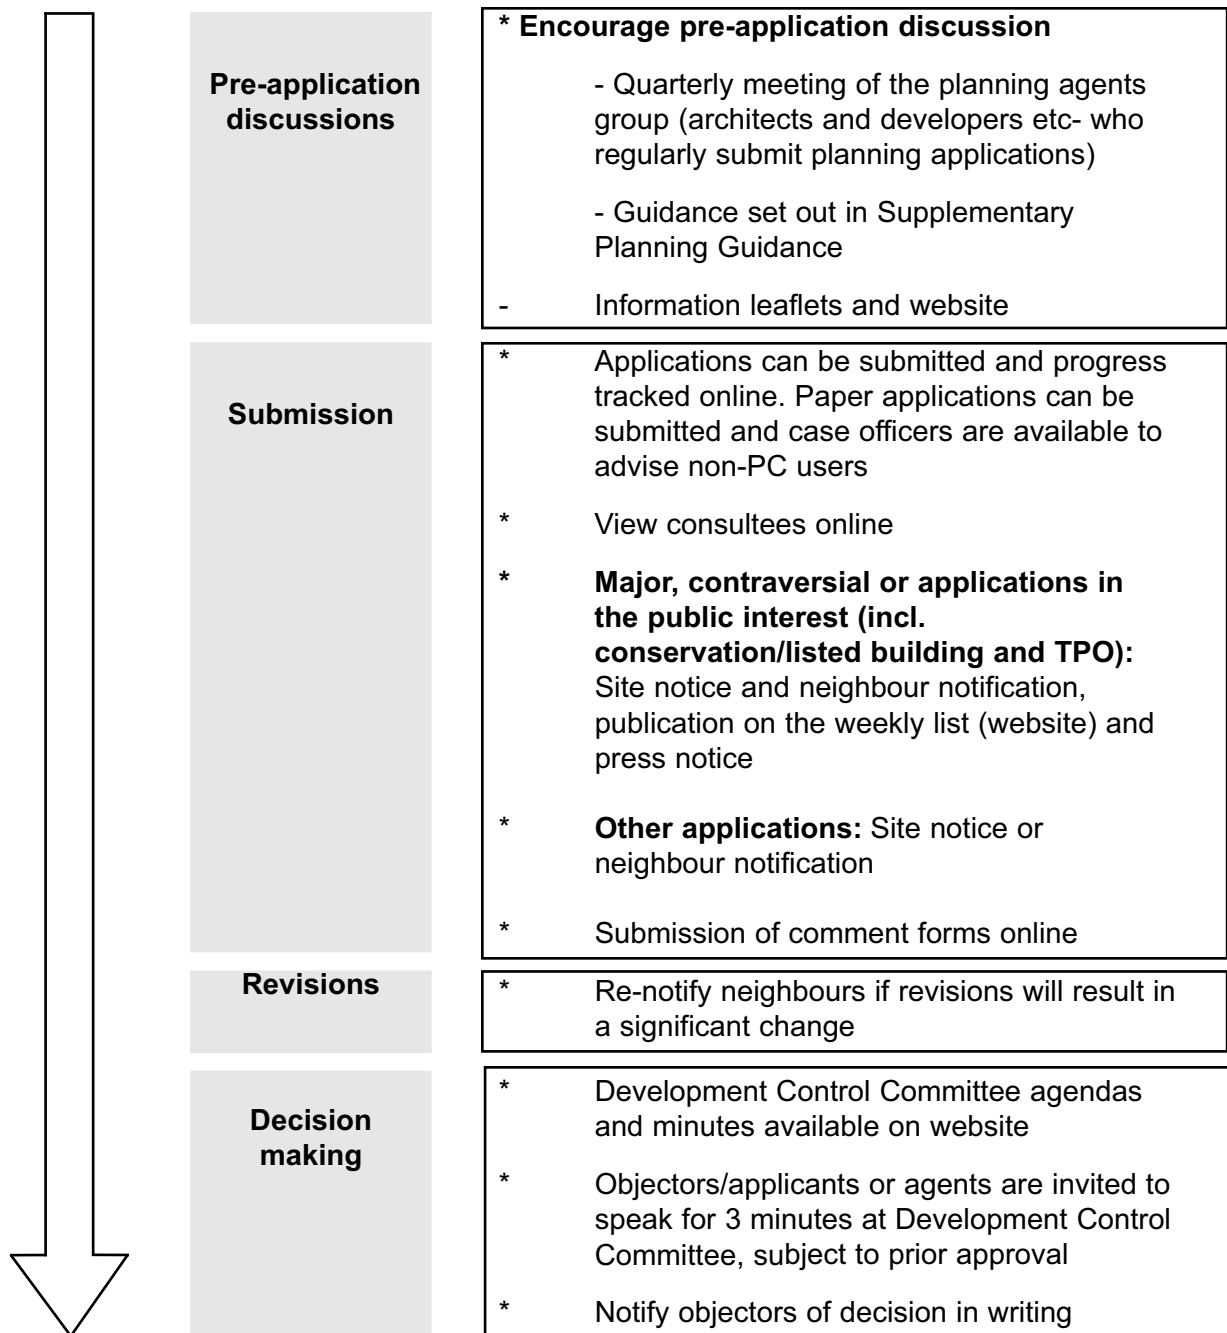 Pre-application
discussions
* Encourage pre-application discussion
- Quarterly meeting of the planning agents
group (architects and developers etc- who
regularly submit planning applications)
- Guidance set out in Supplementary
Planning Guidance
- Information leaflets and website
Submission
* Applications can be submitted and progress
tracked online. Paper applications can be
submitted and case officers are available to
advise non-PC users
* View consultees online
* Major, contraversial or applications in
the public interest (incl.
conservation/listed building and TPO):
Site notice and neighbour notification,
publication on the weekly list (website) and
press notice
* Other applications: Site notice or
neighbour notification
* Submission of comment forms online
Revisions
* Re-notify neighbours if revisions will result in
a significant change
Decision
making
* Development Control Committee agendas
and minutes available on website
* Objectors/applicants or agents are invited to
speak for 3 minutes at Development Control
Committee, subject to prior approval
* Notify objectors of decision in writing